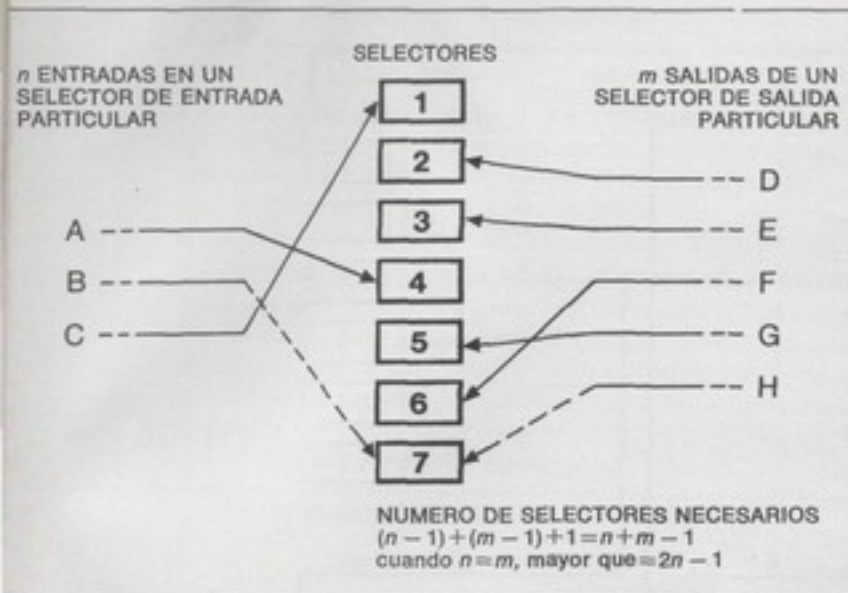 SELECTORES
n ENTRADAS EN UN
SELECTOR DE ENTRADA
PARTICULAR
m SALIDAS DE UN
SELECTOR DE SALIDA
PARTICULAR
1
2
3
4
5
6
7
A
B
C
D
E
F
G
H
NUMERO DE SELECTORES NECESARIOS
(n − 1)+(m − 1)+1=n+m − 1
cuando n=m, mayor que=2n − 1